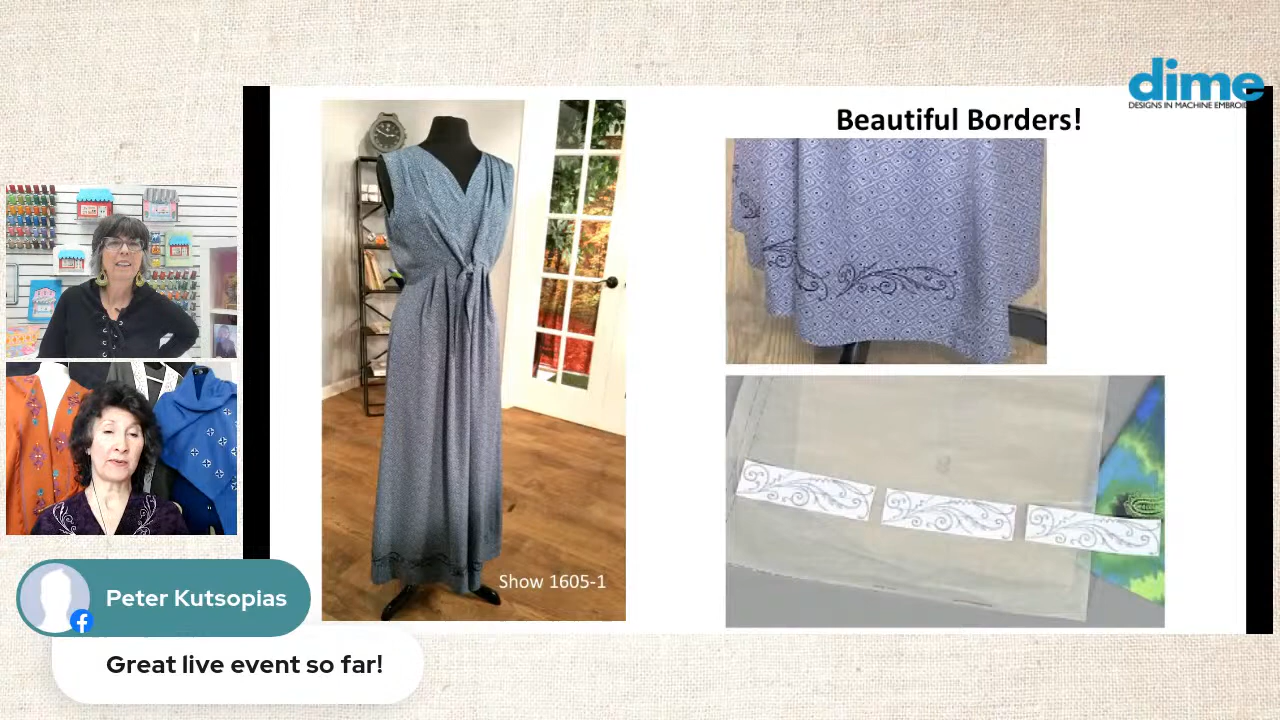 dime
DESIGNS IN MACHINE EMBROI
Beautiful Borders!
Show 1605-1
Peter Kutsopias
Great live event so far!